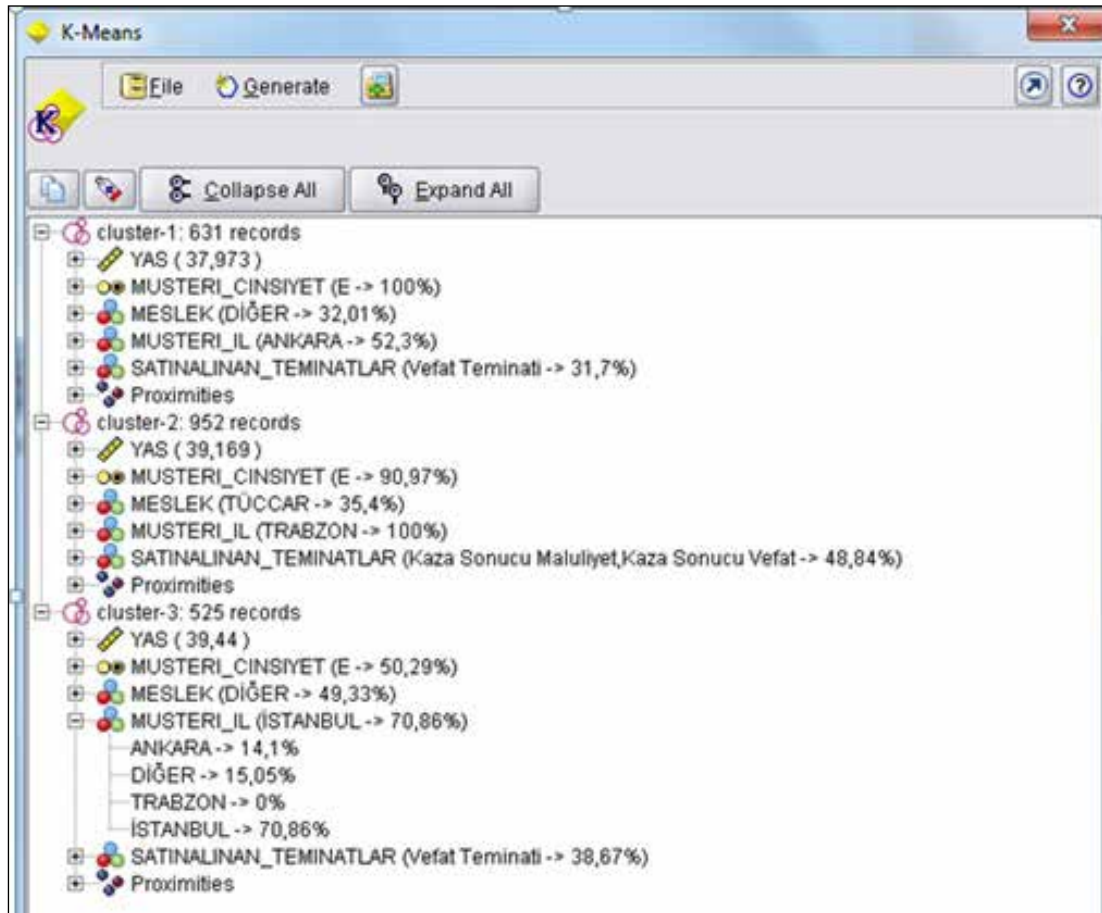 K-Means
File Generate
Collapse All Expand All
cluster-1: 631 records
YAS ( 37,973 )
MUSTERI_CINSIYET (E -> 100%)
MESLEK (DİĞER -> 32,01%)
MUSTERI_IL (ANKARA -> 52,3%)
SATINALINAN_TEMINATLAR (Vefat Teminati -> 31,7%)
Proximities
cluster-2: 952 records
YAS ( 39,169 )
MUSTERI_CINSIYET (E -> 90,97%)
MESLEK (TÜCCAR -> 35,4%)
MUSTERI_IL (TRABZON -> 100%)
SATINALINAN_TEMINATLAR (Kaza Sonucu Maluliyet,Kaza Sonucu Vefat -> 48,84%)
Proximities
cluster-3: 525 records
YAS ( 39,44 )
MUSTERI_CINSIYET (E -> 50,29%)
MESLEK (DİĞER -> 49,33%)
MUSTERI_IL (İSTANBUL -> 70,86%)
ANKARA -> 14,1%
DİĞER -> 15,05%
TRABZON -> 0%
İSTANBUL -> 70,86%
SATINALINAN_TEMINATLAR (Vefat Teminati -> 38,67%)
Proximities